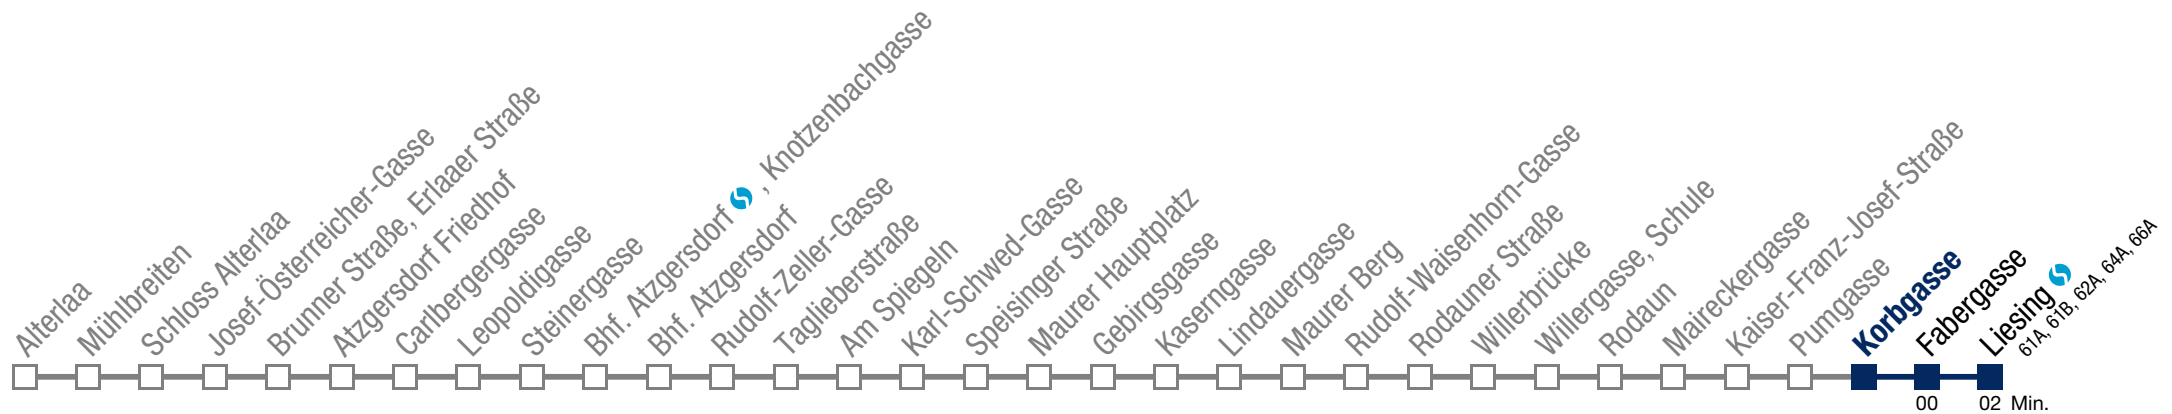 Alterlaa
Mühlbreiten
Schloss Alterlaa
Josef-Österreicher-Gasse
Brunner Straße, Erlaaer Straße
Atzgersdorf Friedhof
Carlbergergasse
Leopoldigasse
Steinergasse
Bhf. Atzgersdorf , Knotzenbachgasse
Bhf. Atzgersdorf
Rudolf-Zeller-Gasse
Taglieberstraße
Am Spiegeln
Karl-Schwed-Gasse
Speisinger Straße
Maurer Hauptplatz
Gebirgsgasse
Kaserngasse
Lindauergasse
Maurer Berg
Rudolf-Waisenhorn-Gasse
Rodauner Straße
Willerbrücke
Willergasse, Schule
Rodaun
Maireckergasse
Kaiser-Franz-Josef-Straße
Pumgasse
Korbgasse
Fabergasse
Liesing
61A, 61B, 62A, 64A, 66A
00 02 Min.